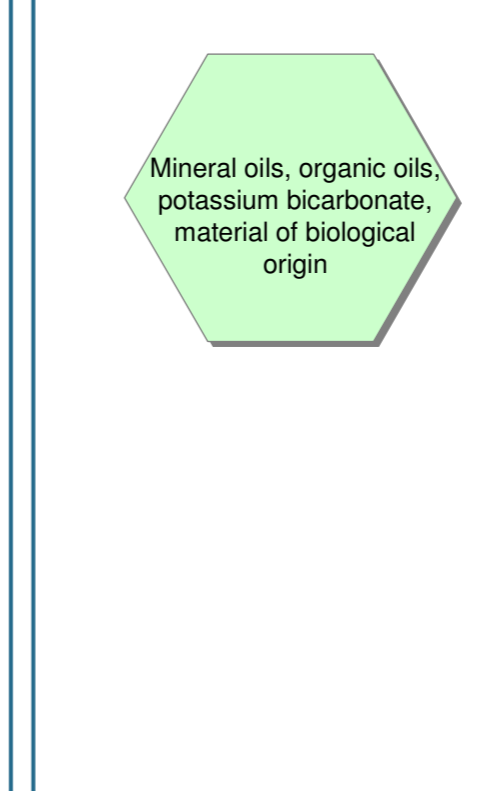 Mineral oils, organic oils,
potassium bicarbonate,
material of biological
origin